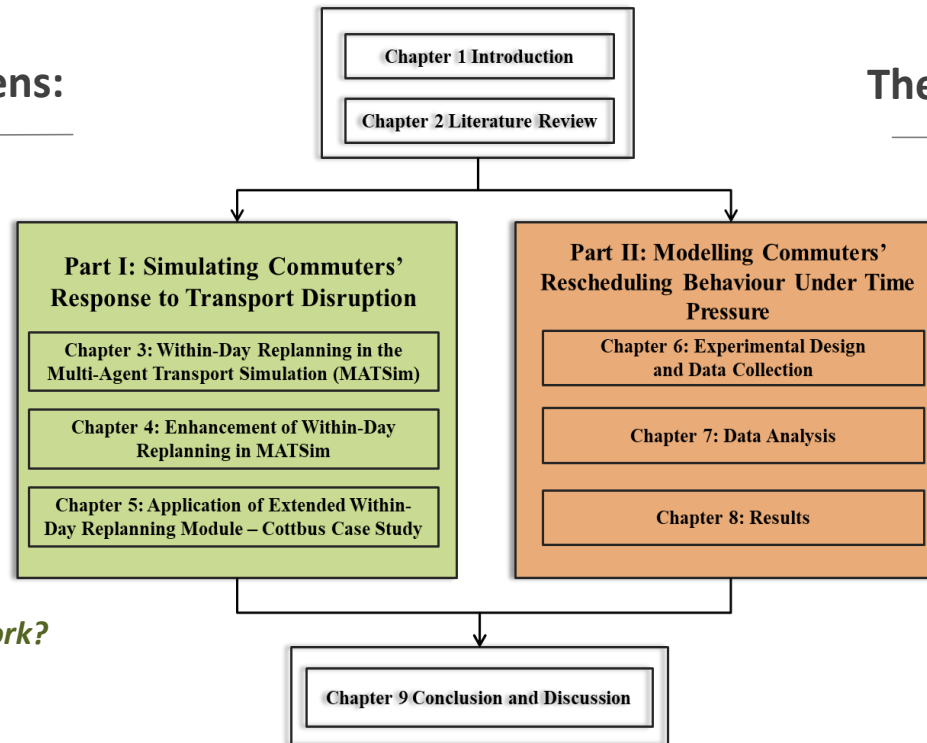 Chapter 1 Introduction
Chapter 2 Literature Review
ens:
The
Part I: Simulating Commuters’
Response to Transport Disruption
Chapter 3: Within-Day Replanning in the
Multi-Agent Transport Simulation (MATSim)
Chapter 4: Enhancement of Within-Day
Replanning in MATSim
Chapter 5: Application of Extended Within-
Day Replanning Module – Cottbus Case Study
Part II: Modelling Commuters’
Rescheduling Behaviour Under Time
Pressure
Chapter 6: Experimental Design
and Data Collection
Chapter 7: Data Analysis
Chapter 8: Results
ork?
Chapter 9 Conclusion and Discussion